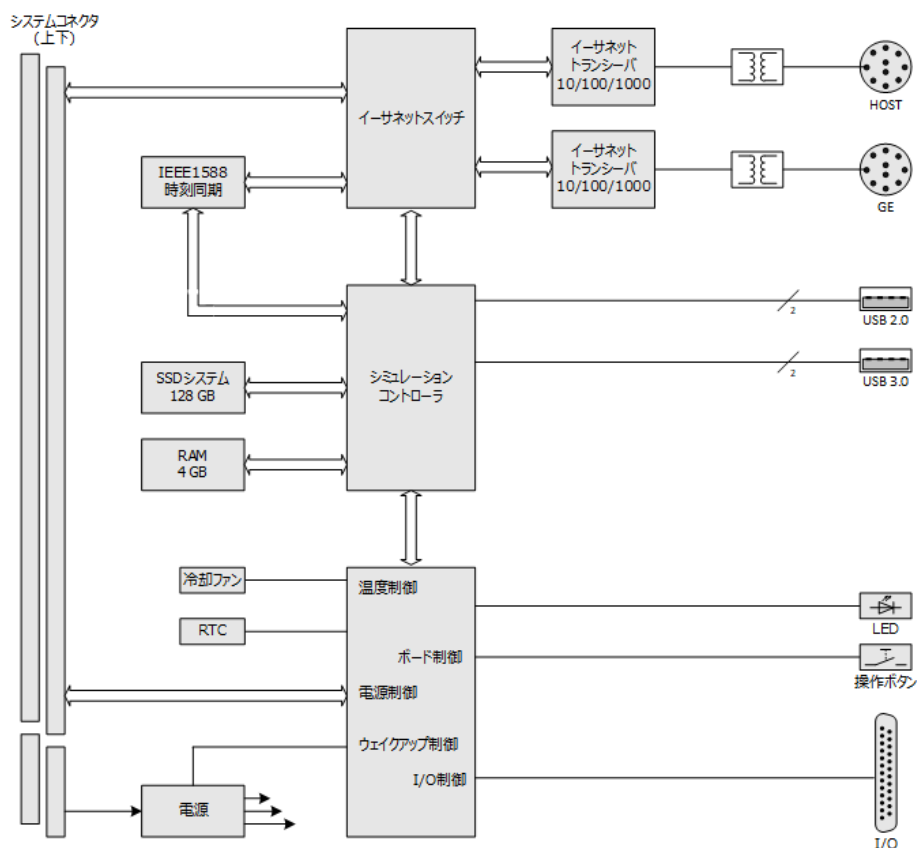 システムコネクタ
(上下)
イーサネットスイッチ
イーサネット
トランシーバ
10/100/1000
HOST
IEEE1588
時刻同期
イーサネット
トランシーバ
10/100/1000
GE
シミュレーション
コントローラ
2
USB 2.0
SSDシステム
128 GB
2
USB 3.0
RAM
4 GB
冷却ファン
温度制御
LED
RTC
ボード制御
操作ボタン
電源制御
ウェイクアップ制御
I/O制御
電源
I/O